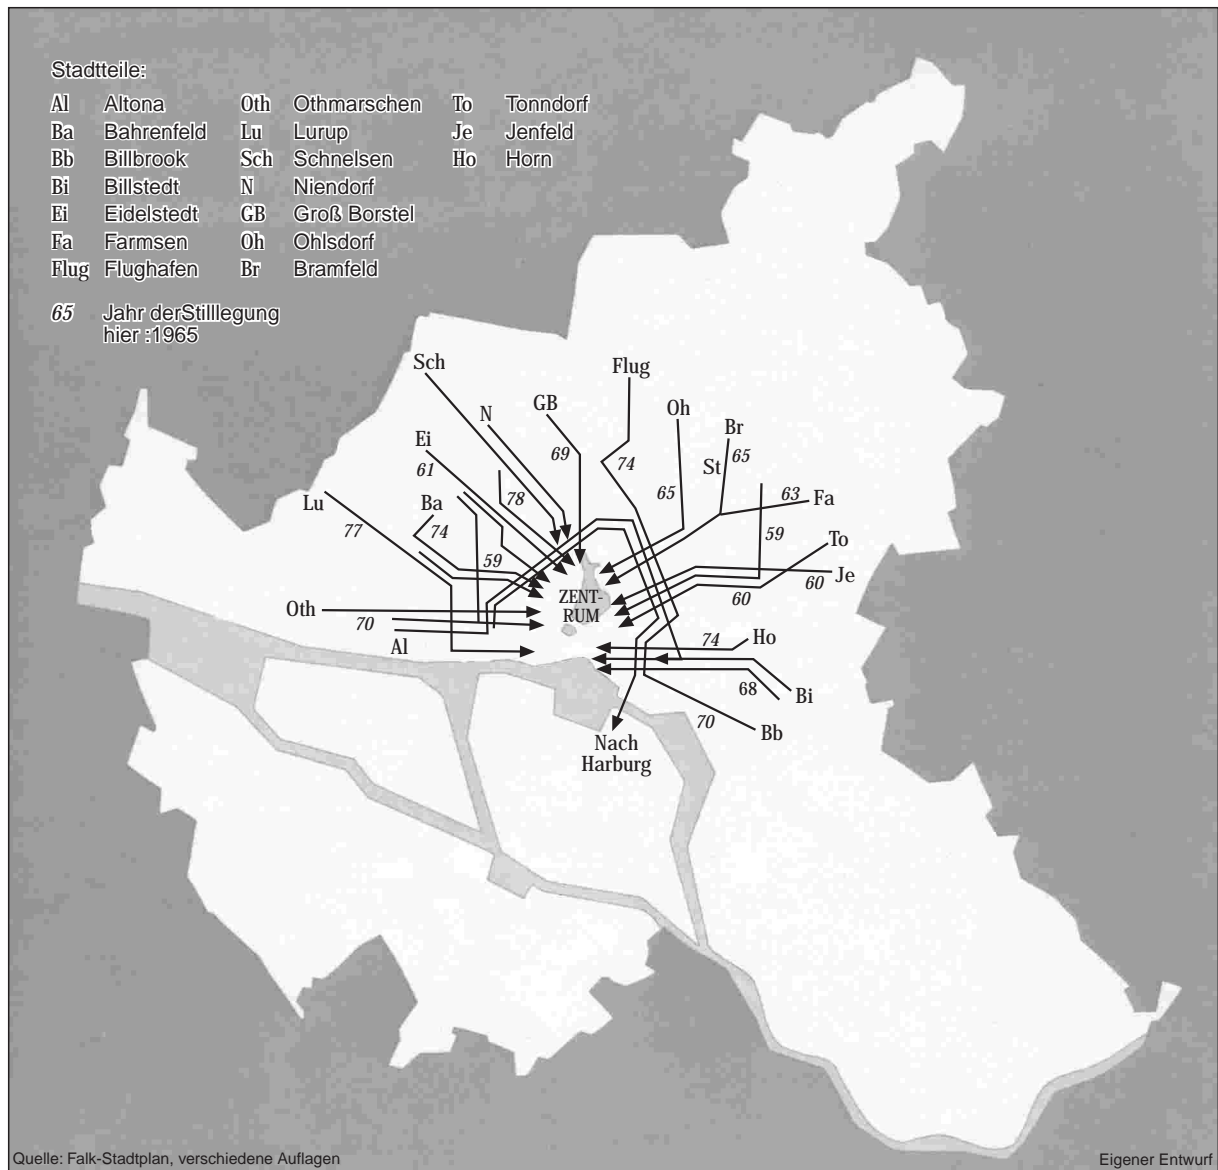 Stadtteile:
Al Altona Oth Othmarschen To Tonndorf
Ba Bahrenfeld Lu Lurup Je Jenfeld
Bb Billbrook Sch Schnelsen Ho Horn
Bi Billstedt N Niendorf
Ei Eidelstedt GB Groß Borstel
Fa Farmsen Oh Ohlsdorf
Flug Flughafen Br Bramfeld
65 Jahr derStilllegung
hier :1965
Sch
Flug
GB
Oh
N
Br
Ei
69
65
61
74
St
78
65
63
Fa
Lu
Ba
77
74
59
59
To
Je
60
60
ZENT-
RUM
Oth
70
Al
74
Ho
68
Bi
70
Bb
Nach
Harburg
Quelle: Falk-Stadtplan, verschiedene Auflagen
Eigener Entwurf